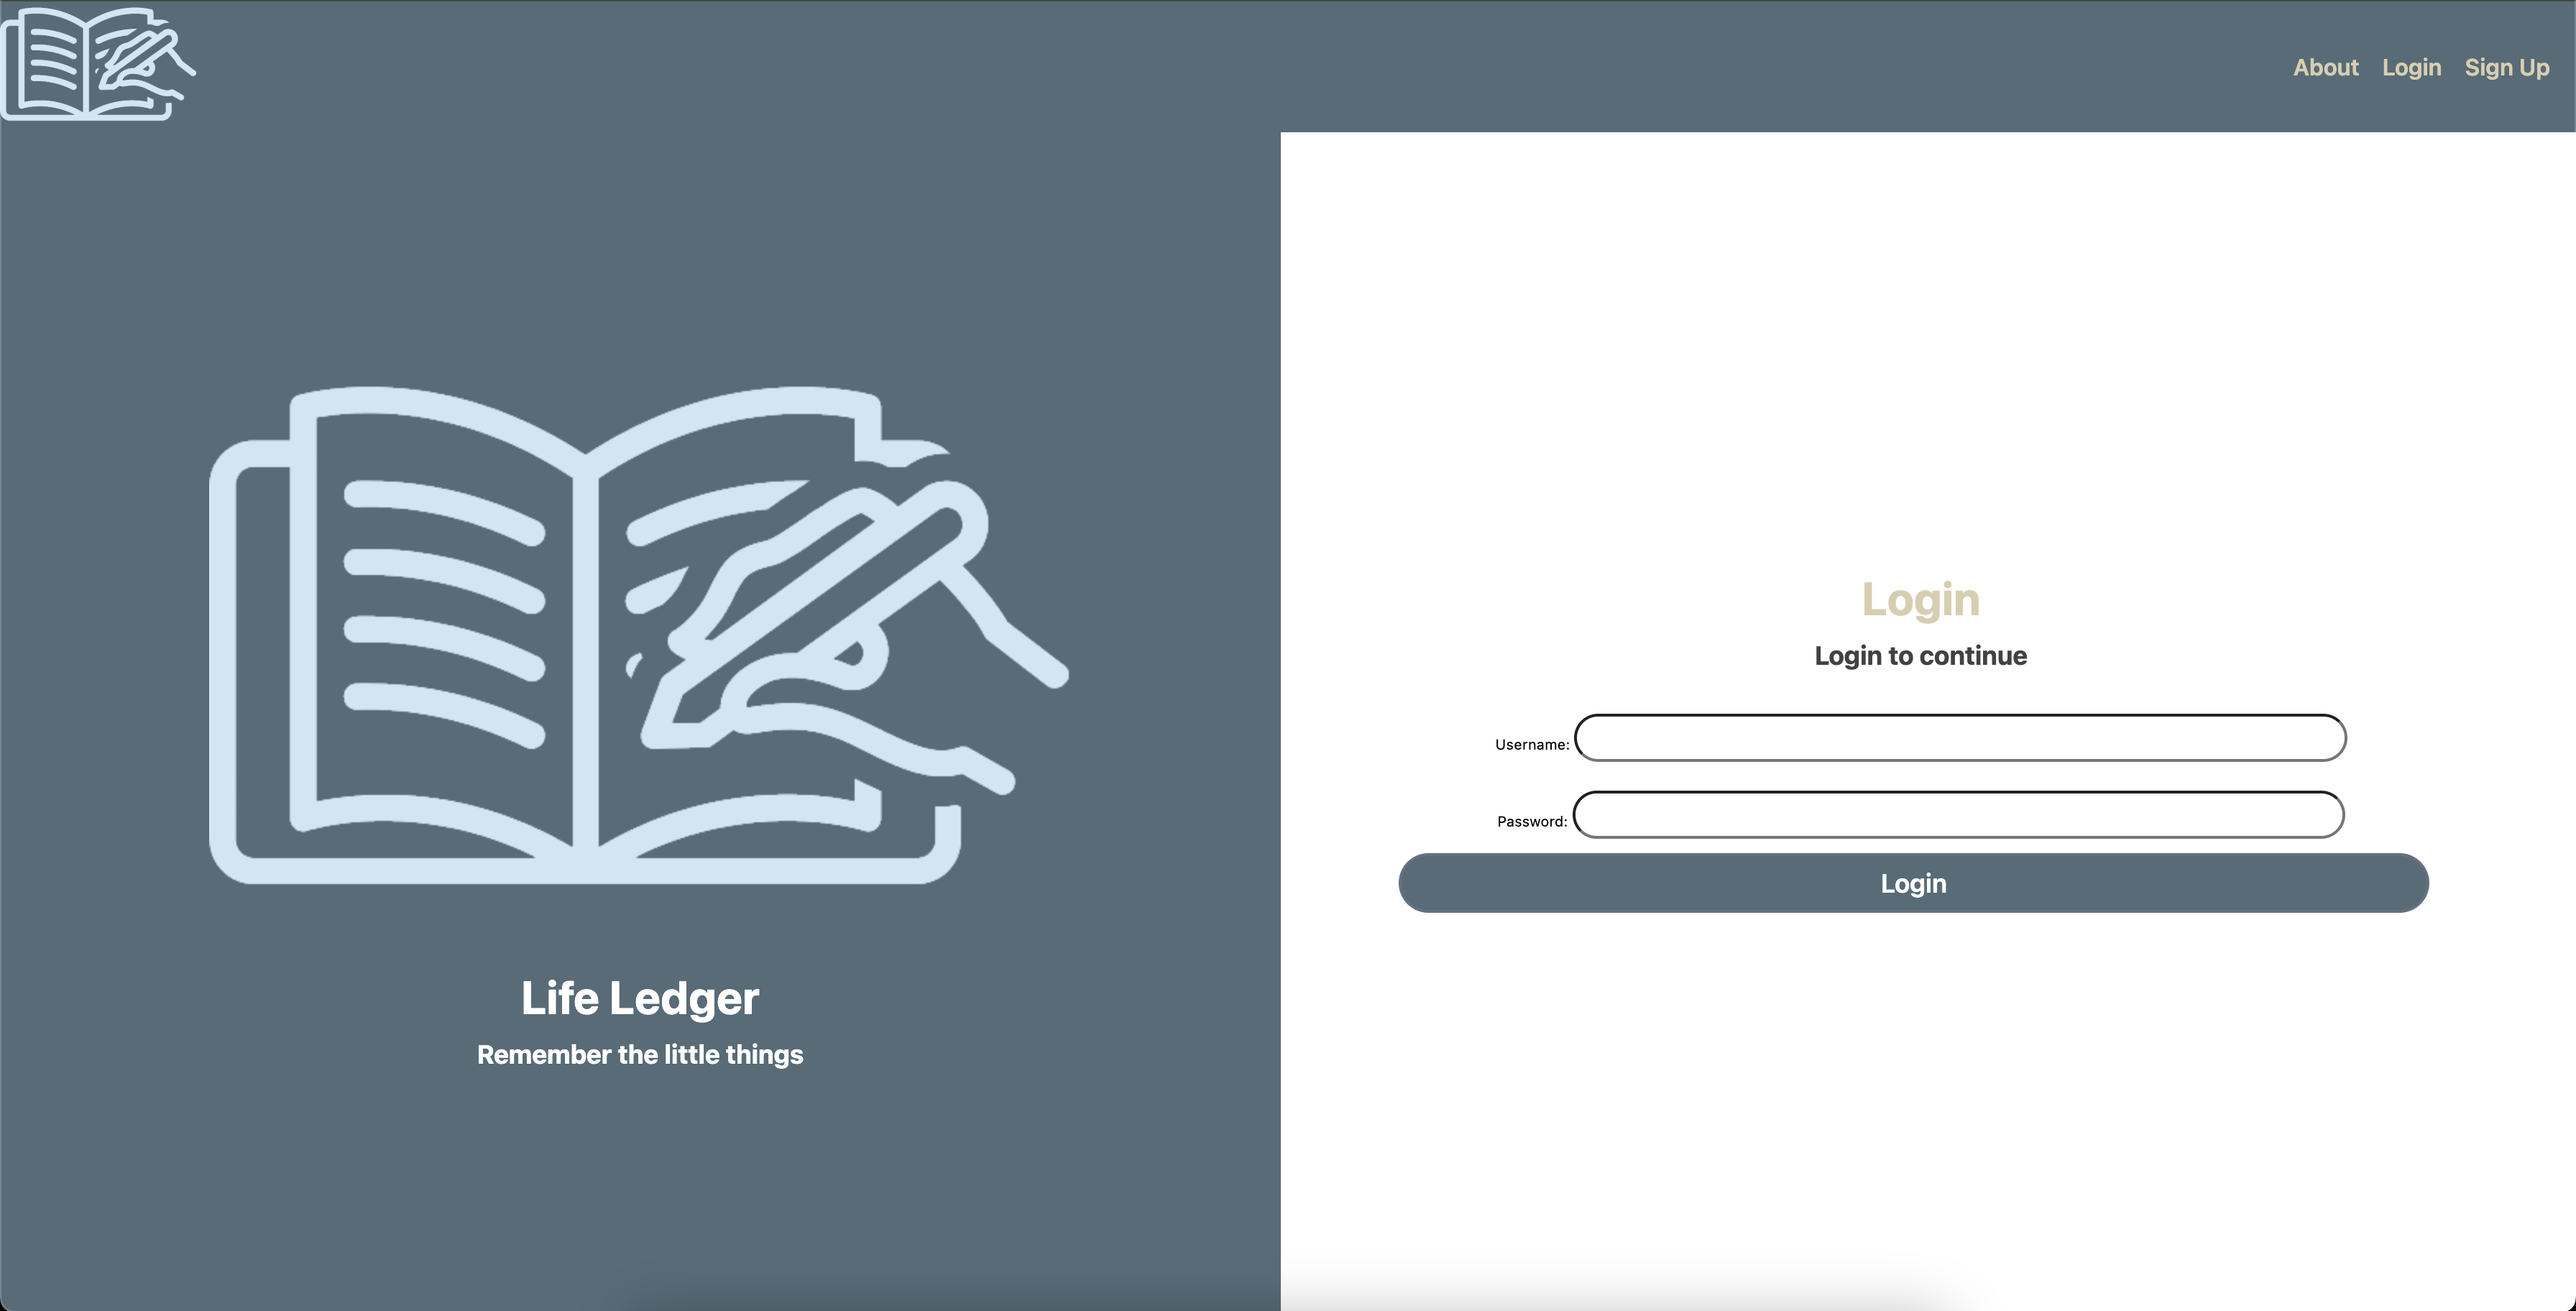 About Login Sign Up
Life Ledger
Remember the little things
Login
Login to continue
Username:
Password:
Login